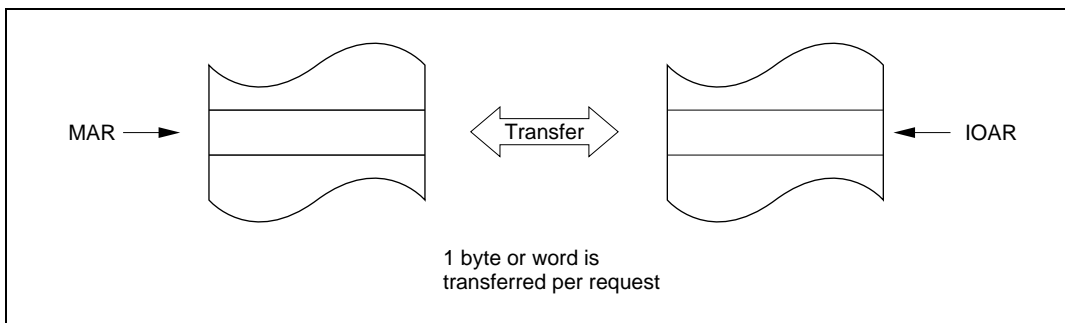 MAR
Transfer
IOAR
1 byte or word is
transferred per request